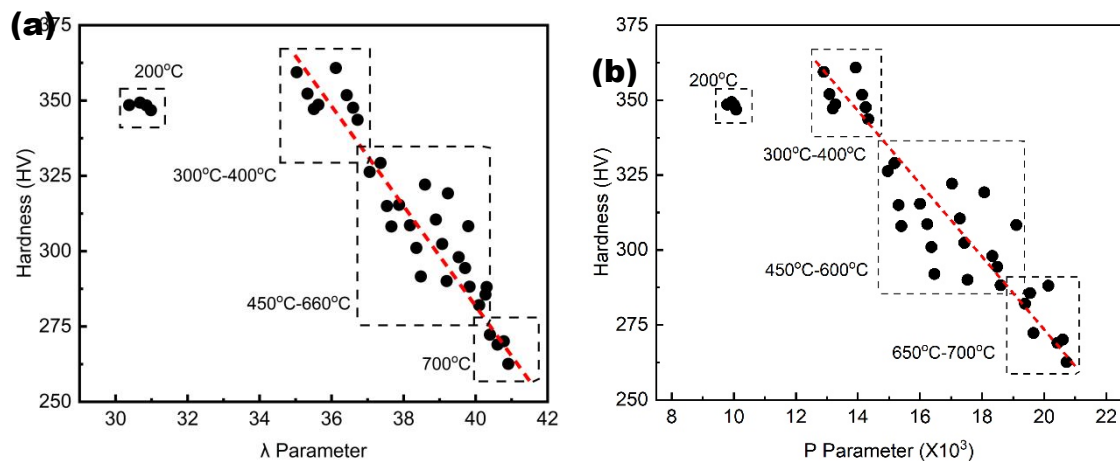 (a)
375
350
325
300
275
250
Hardness (HV)
200°C
300°C-400°C
450°C-660°C
700°C
30
32
34
36
38
40
42
λ Parameter
(b)
375
350
325
300
275
250
Hardness (HV)
200°C
300°C-400°C
450°C-600°C
650°C-700°C
8
10
12
14
16
18
20
22
P Parameter (X10³)